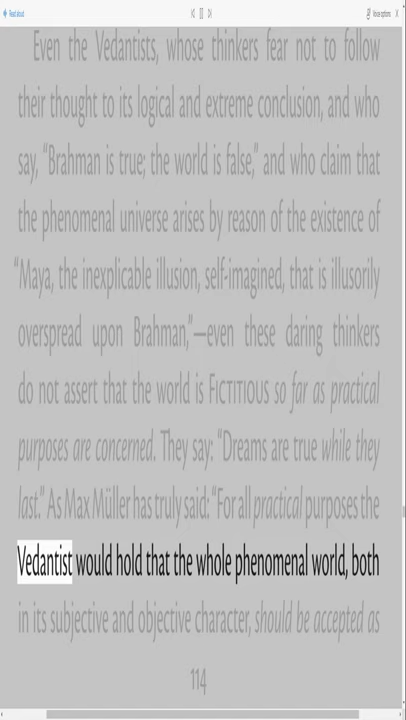 Read aloud
Voice options
Even the Vedantists, whose thinkers fear not to follow
their thought to its logical and extreme conclusion, and who
say, “Brahman is true; the world is false,” and who claim that
the phenomenal universe arises by reason of the existence of
“Maya, the inexplicable illusion, self-imagined, that is illusorily
overspread upon Brahman,”—even these daring thinkers
do not assert that the world is FICTITIOUS so far as practical
purposes are concerned. They say: “Dreams are true while they
last.” As Max Müller has truly said: “For all practical purposes the
Vedantist would hold that the whole phenomenal world, both
in its subjective and objective character, should be accepted as
114